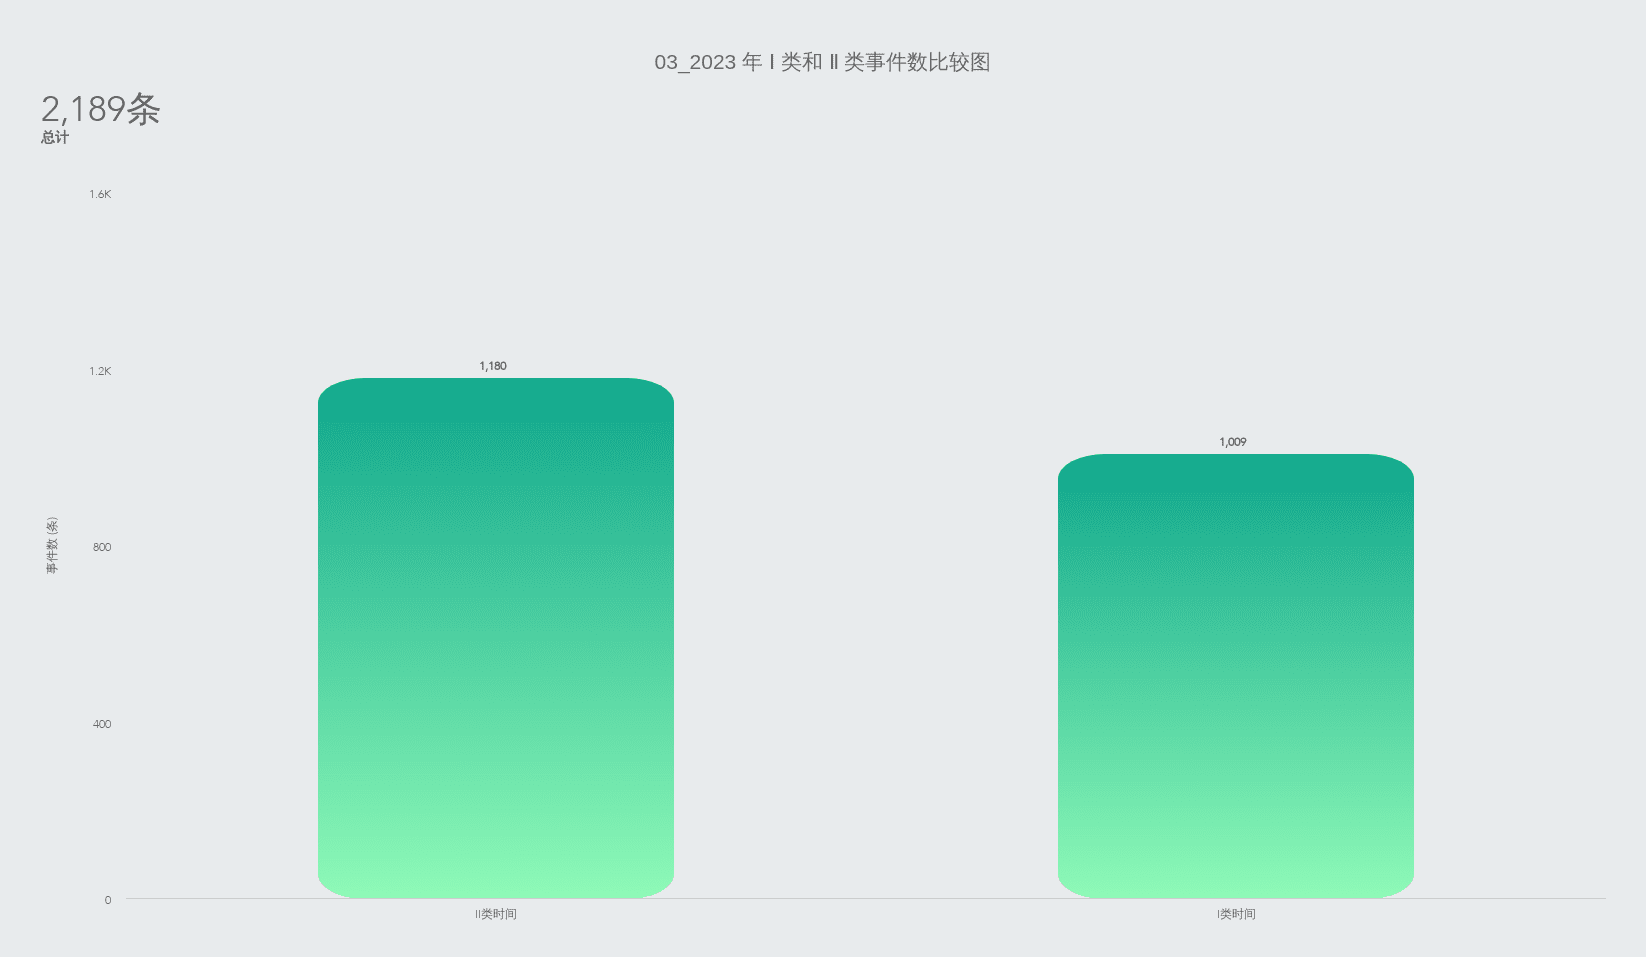 03_2023 年 Ⅰ 类和 Ⅱ 类事件数比较图
2,189条
总计
1.6K
1.2K
800
400
0
事件数 (条)
1,180
1,009
II类时间
I类时间